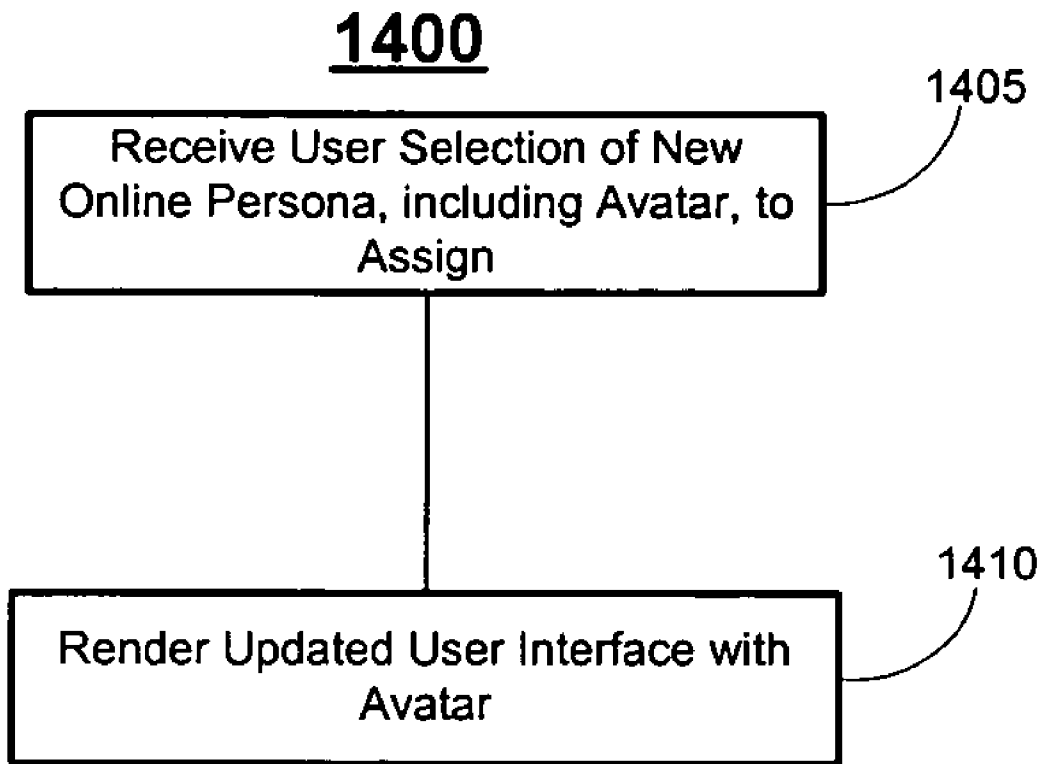 1400
1405
Receive User Selection of New
Online Persona, including Avatar, to
Assign
1410
Render Updated User Interface with
Avatar